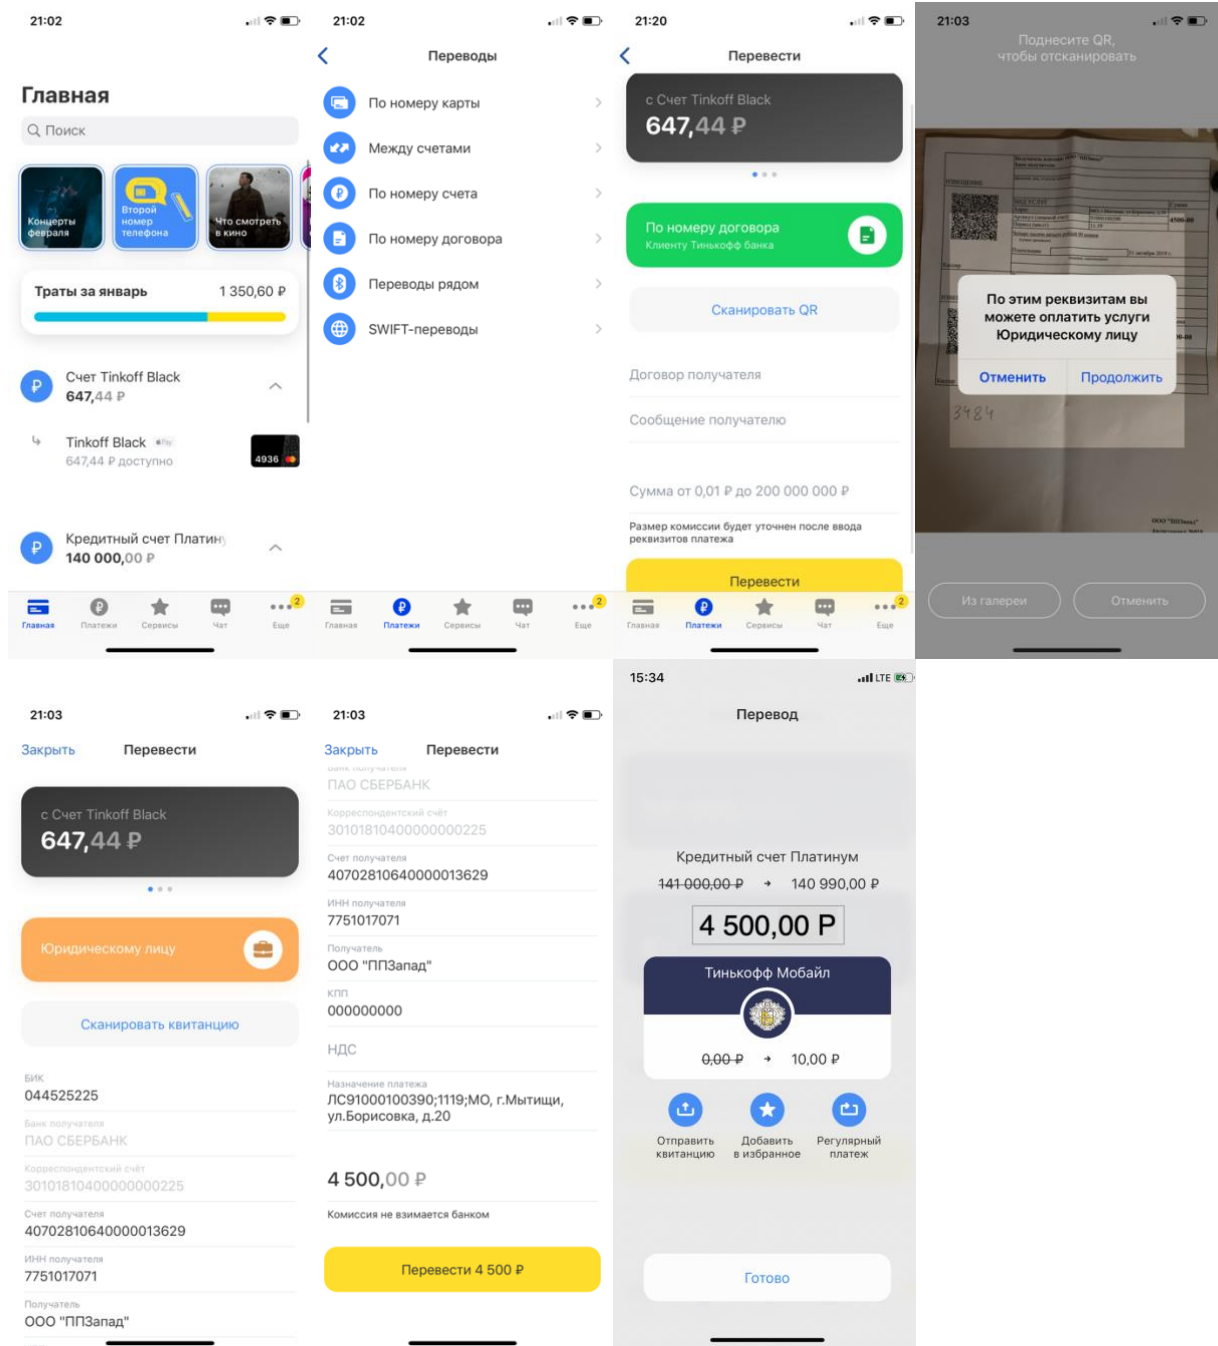 21:02
Главная
Поиск
Концерты
февраля
Второй
номер
телефона
Что смотреть
в кино
Траты за январь 1 350,60 ₽
Счет Tinkoff Black
647,44 ₽
Tinkoff Black Pay
647,44 ₽ доступно
4936
Кредитный счет Платин
140 000,00 ₽
2
Главная Платежи Сервисы Чат Еще
21:02
Переводы
По номеру карты
Между счетами
По номеру счета
По номеру договора
Переводы рядом
SWIFT-переводы
2
Главная Платежи Сервисы Чат Еще
21:20
Перевести
с Счет Tinkoff Black
647,44 ₽
По номеру договора
Клиенту Тинькофф банка
Сканировать QR
Договор получателя
Сообщение получателю
Сумма от 0,01 ₽ до 200 000 000 ₽
Размер комиссии будет уточнен после ввода
реквизитов платежа
Перевести
2
Главная Платежи Сервисы Чат Еще
21:03
Поднесите QR,
чтобы отсканировать
4500-00
По этим реквизитам вы
можете оплатить услуги
Юридическому лицу
Отменить Продолжить
3484
ООО "ППЗапад"
Из галереи Отменить
21:03
Закрыть Перевести
с Счет Tinkoff Black
647,44 ₽
Юридическому лицу
Сканировать квитанцию
БИК
044525225
Банк получателя
ПАО СБЕРБАНК
Корреспондентский счёт
30101810400000000225
Счет получателя
40702810640000013629
ИНН получателя
7751017071
Получатель
ООО "ППЗапад"
21:03
Закрыть Перевести
Банк получателя
ПАО СБЕРБАНК
Корреспондентский счёт
30101810400000000225
Счет получателя
40702810640000013629
ИНН получателя
7751017071
Получатель
ООО "ППЗапад"
КПП
000000000
НДС
Назначение платежа
ЛС91000100390;1119;МО, г.Мытищи,
ул.Борисовка, д.20
4 500,00 ₽
Комиссия не взимается банком
Перевести 4 500 ₽
15:34
LTE
Перевод
Кредитный счет Платинум
141 000,00 ₽ → 140 990,00 ₽
4 500,00 Р
Тинькофф Мобайл
0,00 ₽ → 10,00 ₽
Отправить
квитанцию
Добавить
в избранное
Регулярный
платеж
Готово